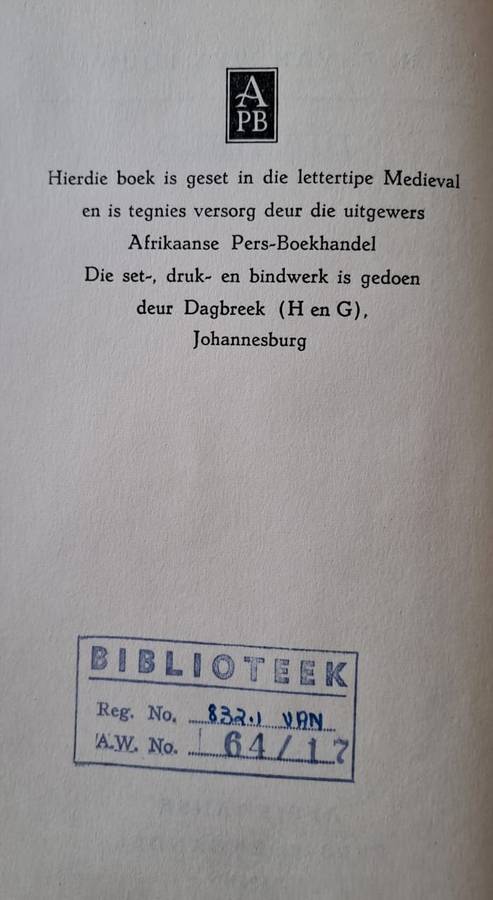 A
PB
Hierdie boek is geset in die lettertipe Medieval
en is tegnies versorg deur die uitgewers
Afrikaanse Pers-Boekhandel
Die set-, druk- en bindwerk is gedoen
deur Dagbreek (H en G),
Johannesburg
BIBLIOTEEK
Reg. No. 832.1 VAN
A.W. No. 64/17